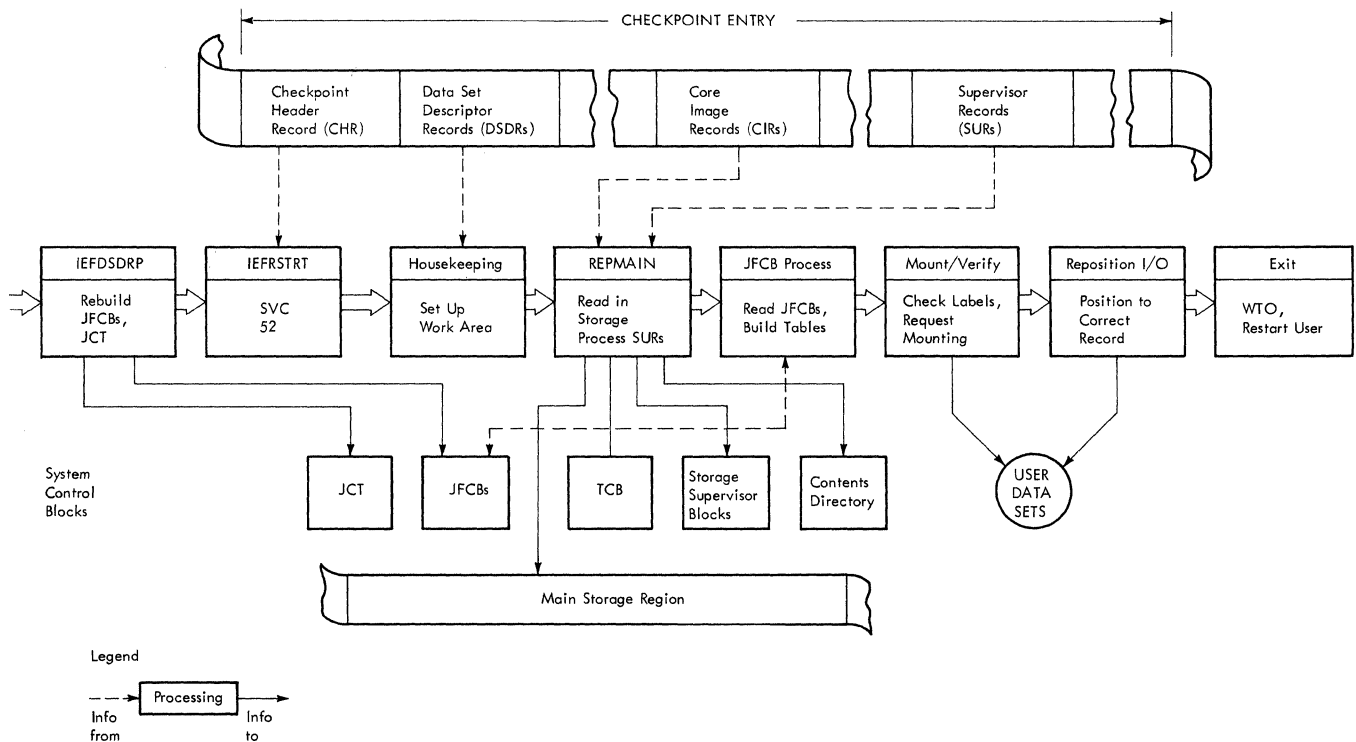 CHECKPOINT ENTRY
Checkpoint
Header
Record (CHR)
Data Set
Descriptor
Records (DSDRs)
Core
Image
Records (CIRs)
Supervisor
Records
(SURs)
IEFDSDRP
Rebuild
JFCBs,
JCT
IEFRSTRT
SVC
52
Housekeeping
Set Up
Work Area
REPMAIN
Read in
Storage
Process SURs
JFCB Process
Read JFCBs,
Build Tables
Mount/Verify
Check Labels,
Request
Mounting
Reposition I/O
Position to
Correct
Record
Exit
WTO,
Restart User
System
Control
Blocks
JCT
JFCBs
TCB
Storage
Supervisor
Blocks
Contents
Directory
USER
DATA
SETS
Main Storage Region
Legend
Processing
Info
from
Info
to